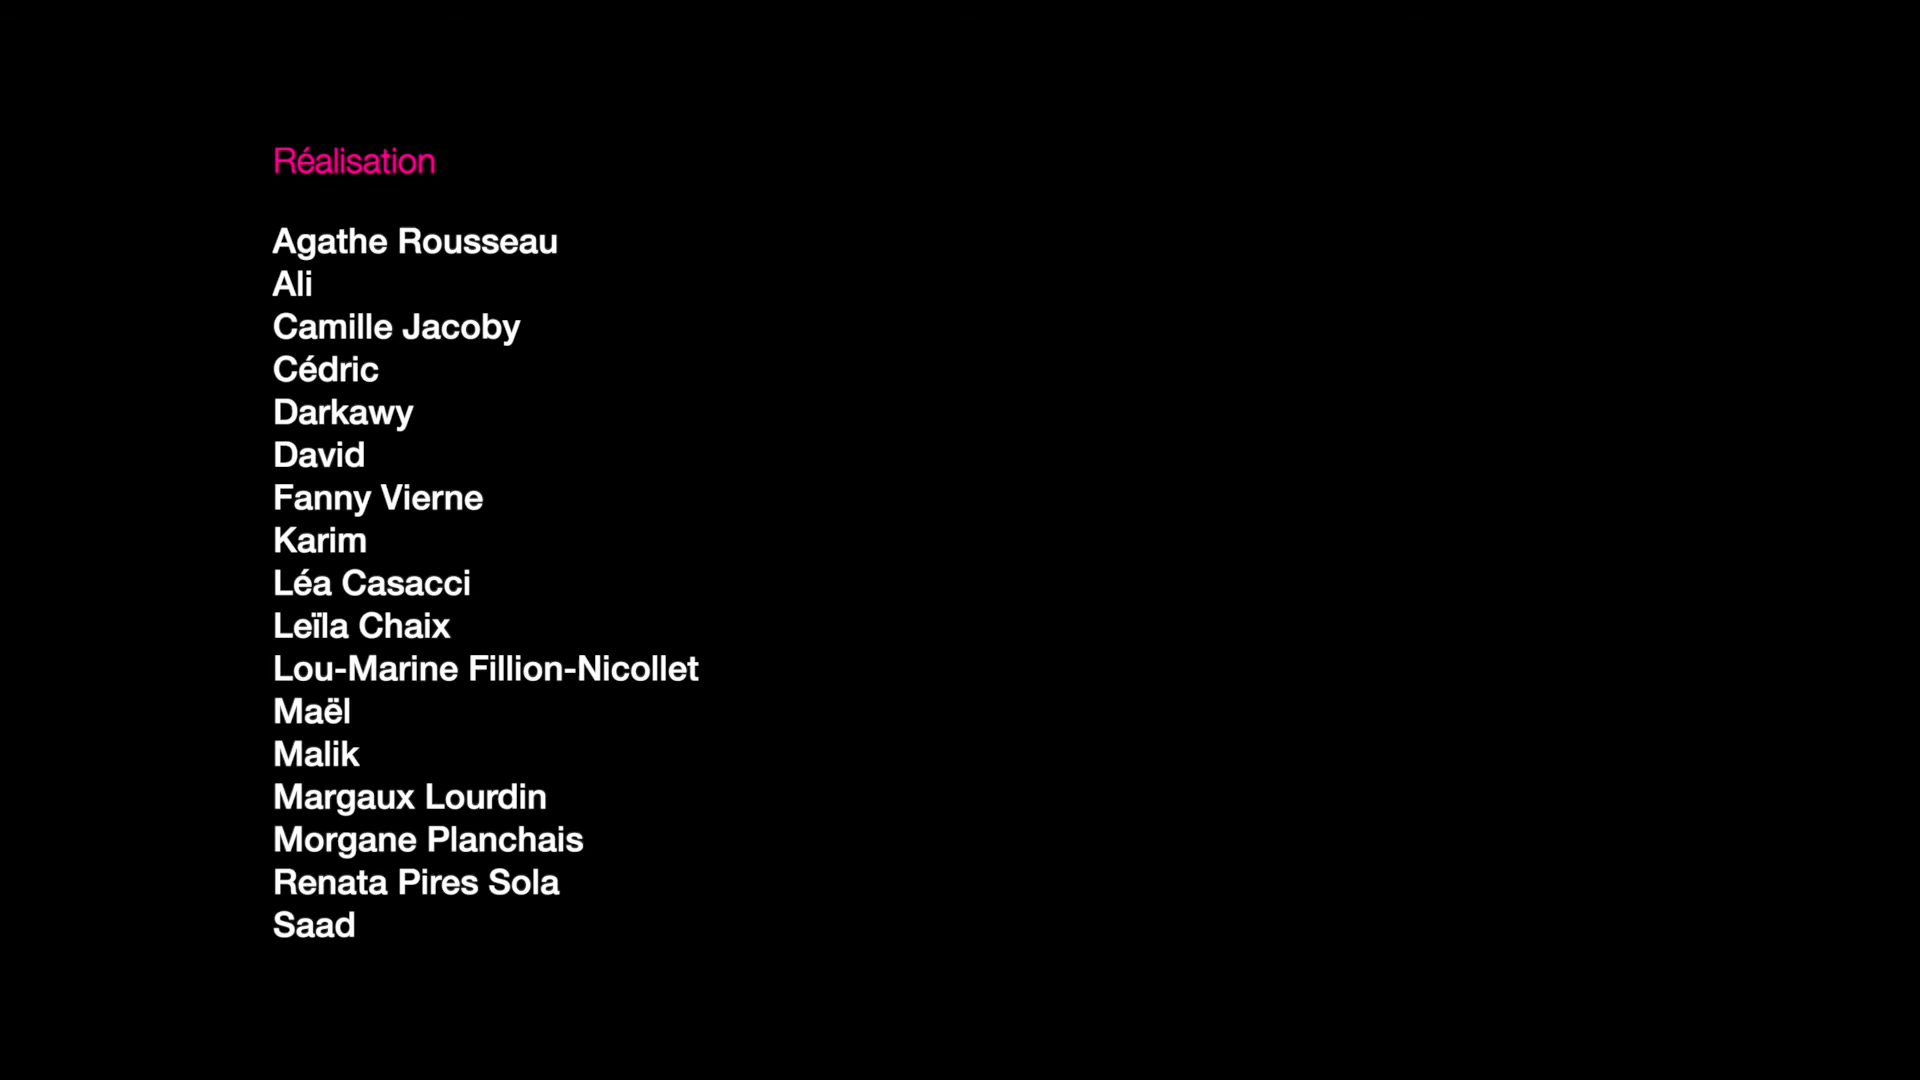 Réalisation
Agathe Rousseau
Ali
Camille Jacoby
Cédric
Darkawy
David
Fanny Vierne
Karim
Léa Casacci
Leïla Chaix
Lou-Marine Fillion-Nicollet
Maël
Malik
Margaux Lourdin
Morgane Planchais
Renata Pires Sola
Saad